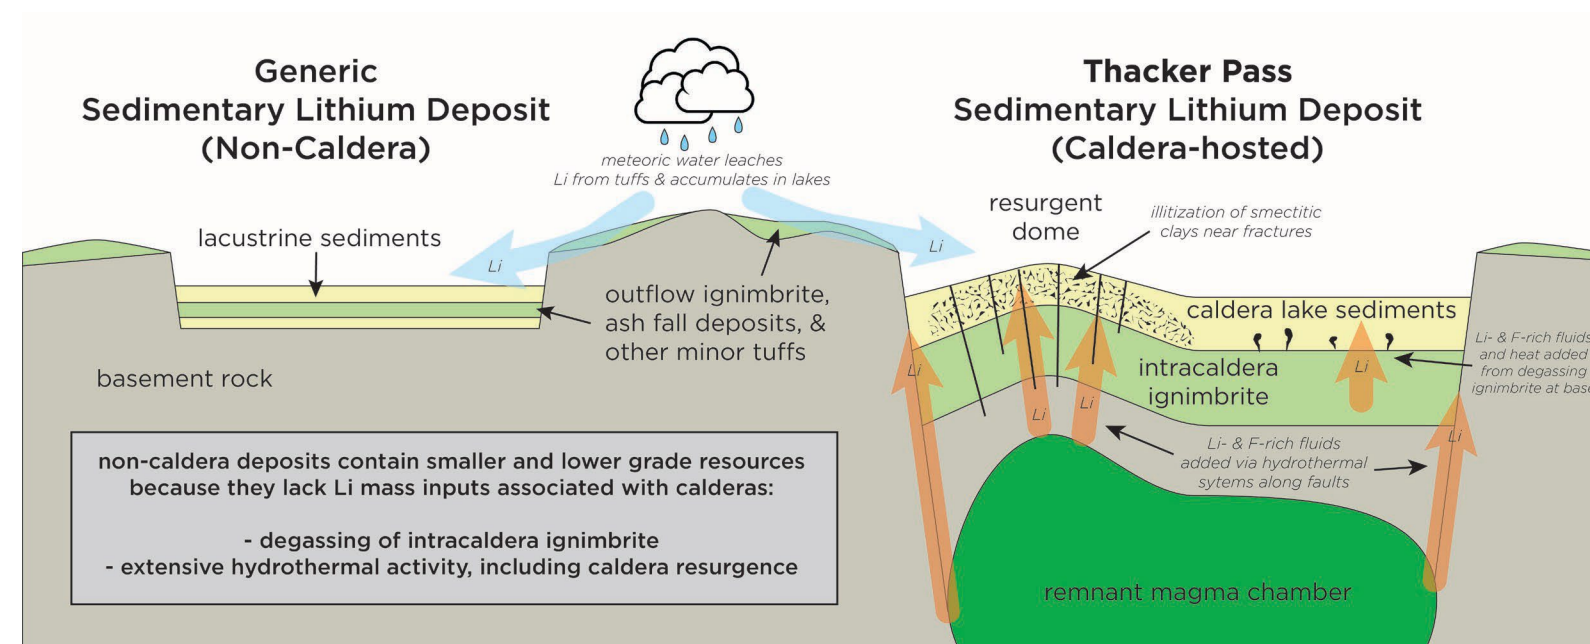 Generic
Sedimentary Lithium Deposit
(Non-Caldera)
meteoric water leaches
Li from tuffs & accumulates in lakes
Thacker Pass
Sedimentary Lithium Deposit
(Caldera-hosted)
lacustrine sediments
Li
Li
resurgent
dome
illitization of smectitic
clays near fractures
outflow ignimbrite,
ash fall deposits, &
other minor tuffs
basement rock
caldera lake sediments
intracaldera
ignimbrite
Li
Li
Li
Li
Li
Li- & F-rich fluids
and heat added
from degassing
ignimbrite at base
Li- & F-rich fluids
added via hydrothermal
sytems along faults
non-caldera deposits contain smaller and lower grade resources
because they lack Li mass inputs associated with calderas:
- degassing of intracaldera ignimbrite
- extensive hydrothermal activity, including caldera resurgence
remnant magma chamber